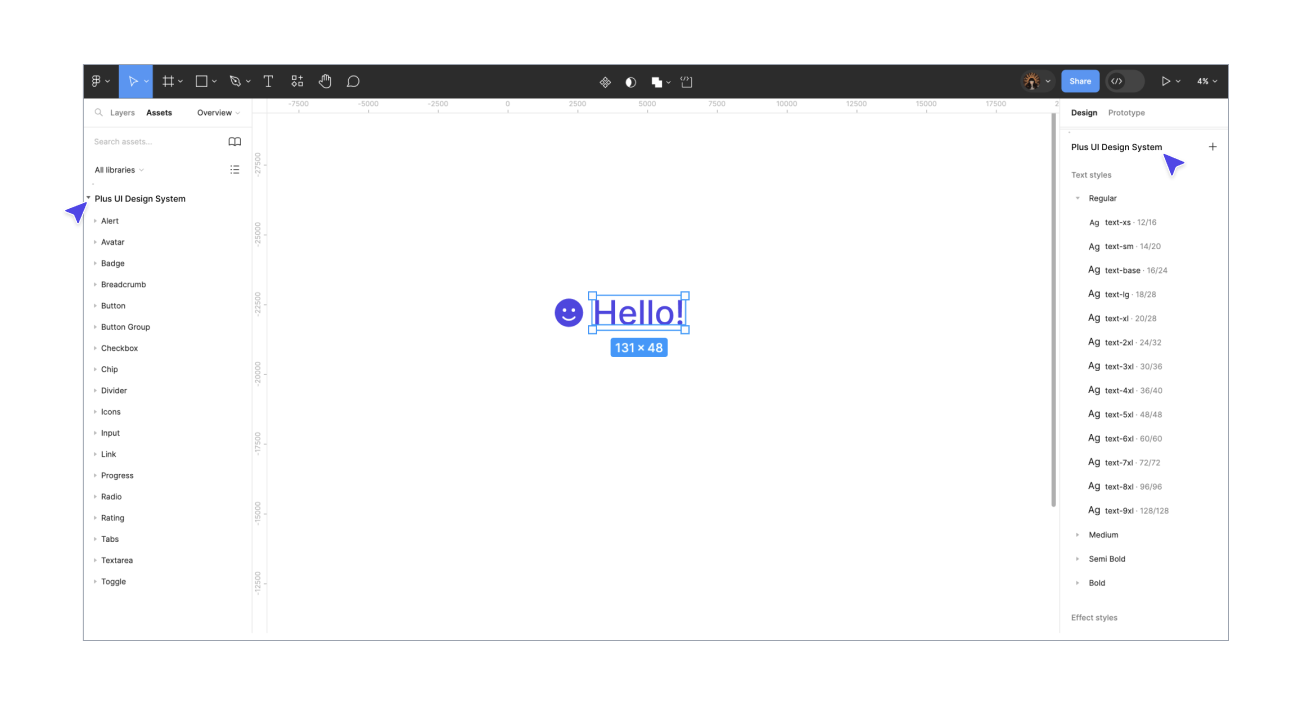 Share
4%
Layers Assets Overview
-7500 -5000 -2500 0 2500 5000 7500 10000 12500 15000 17500 2
Design Prototype
Search assets...
All libraries
Plus UI Design System
Alert
Avatar
Badge
Breadcrumb
Button
Button Group
Checkbox
Chip
Divider
Icons
Input
Link
Progress
Radio
Rating
Tabs
Textarea
Toggle
-27500
-25000
-22500
-20000
-17500
-15000
-12500
Hello!
131 × 48
Plus UI Design System
Text styles
Regular
Ag text-xs · 12/16
Ag text-sm · 14/20
Ag text-base · 16/24
Ag text-lg · 18/28
Ag text-xl · 20/28
Ag text-2xl · 24/32
Ag text-3xl · 30/36
Ag text-4xl · 36/40
Ag text-5xl · 48/48
Ag text-6xl · 60/60
Ag text-7xl · 72/72
Ag text-8xl · 96/96
Ag text-9xl · 128/128
Medium
Semi Bold
Bold
Effect styles